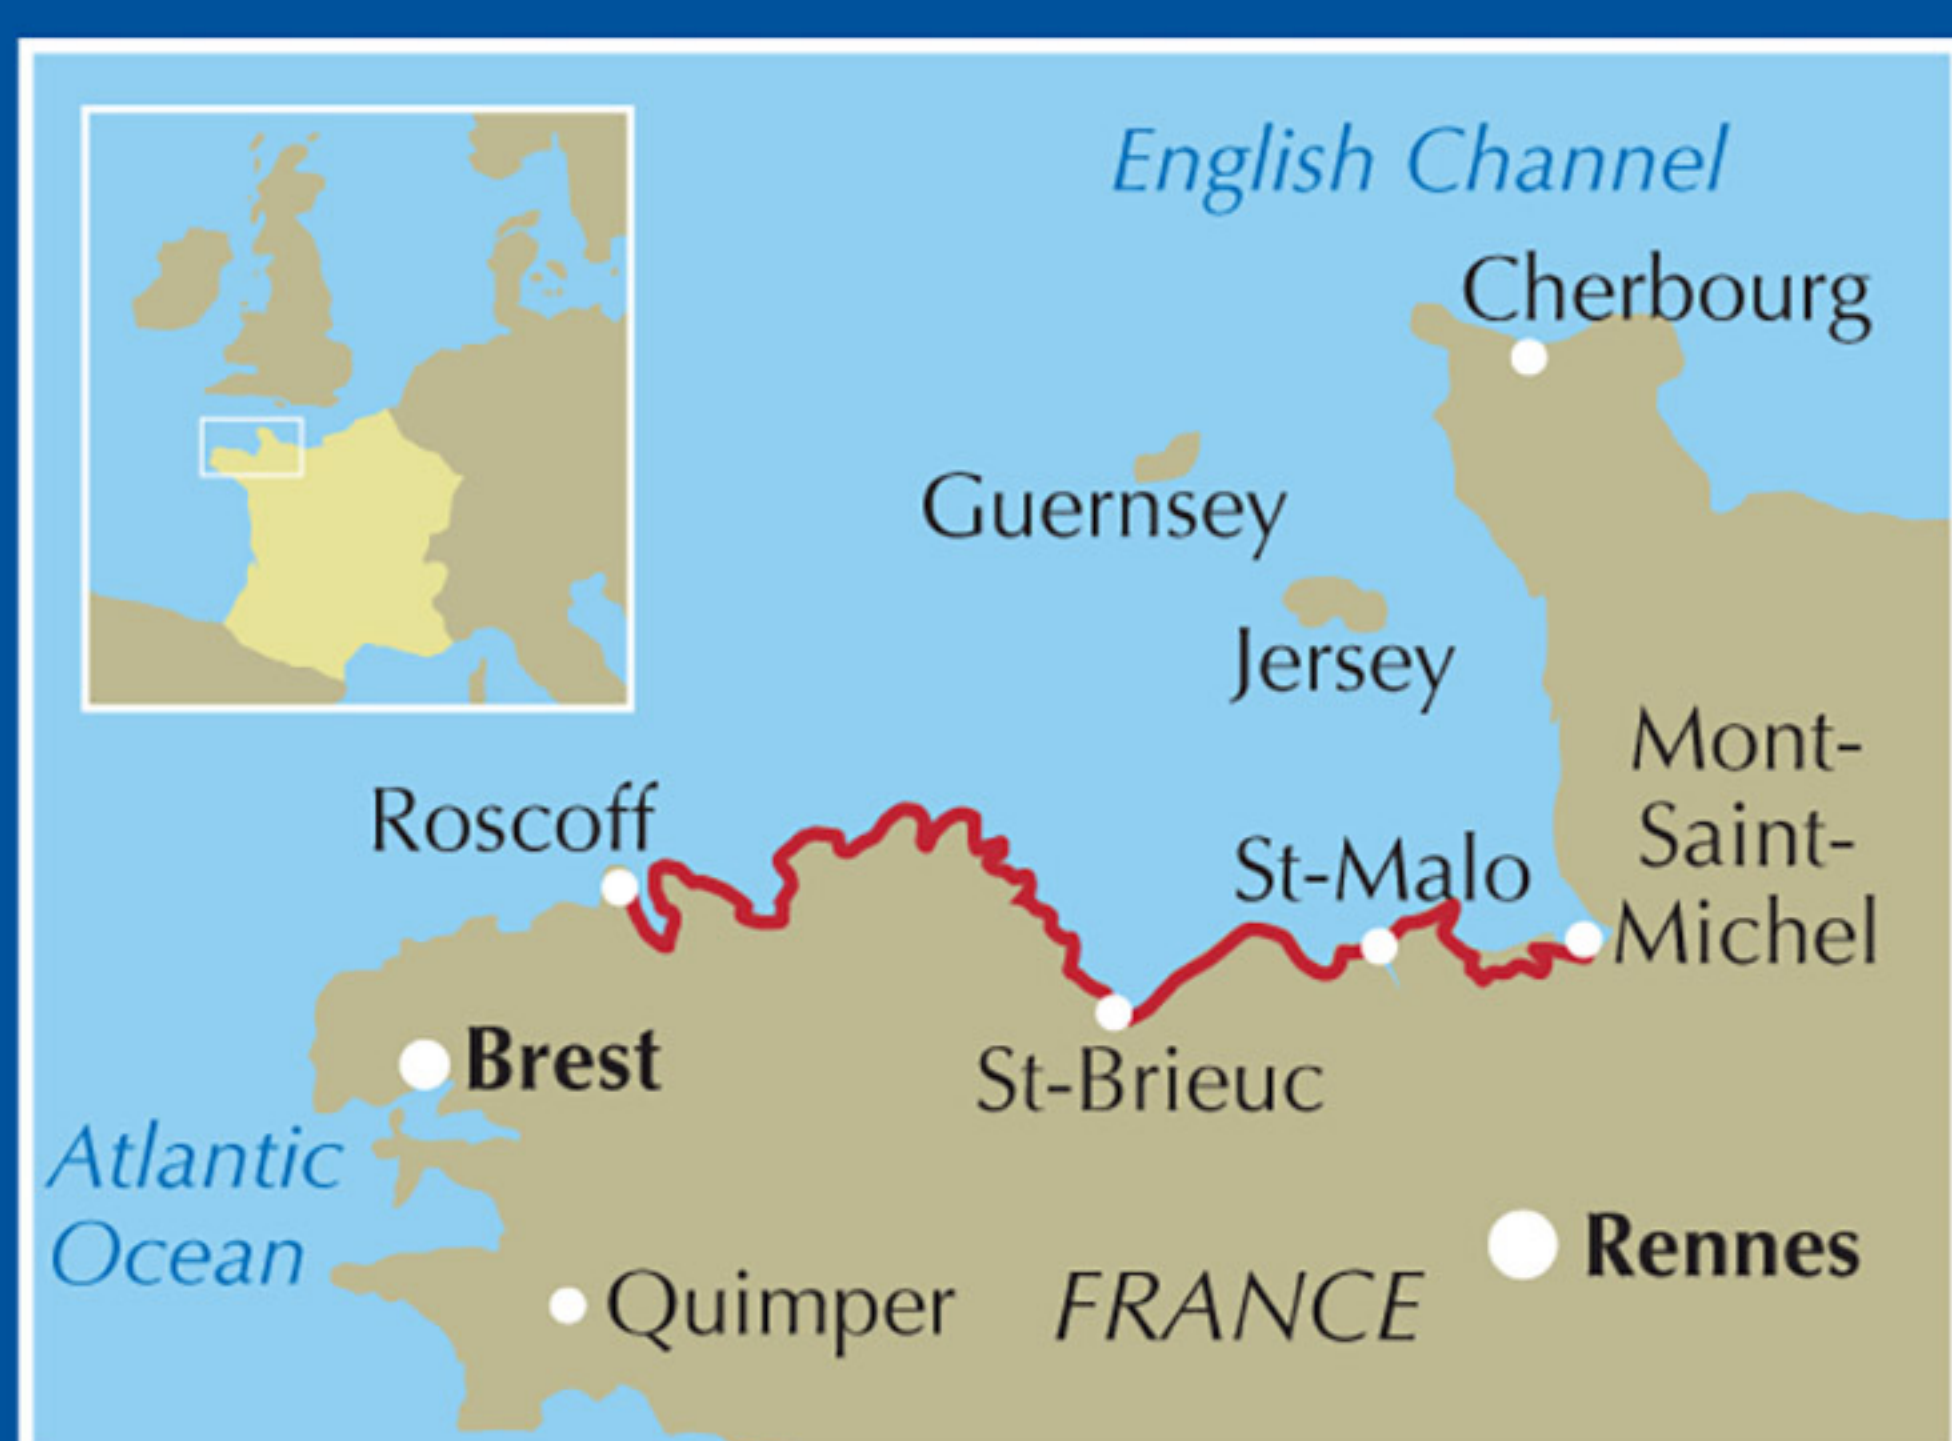 English Channel
Cherbourg
Guernsey
Jersey
Mont-
Saint-
Michel
Roscoff
St-Malo
St-Brieuc
Brest
Atlantic
Ocean
Rennes
Quimper
FRANCE